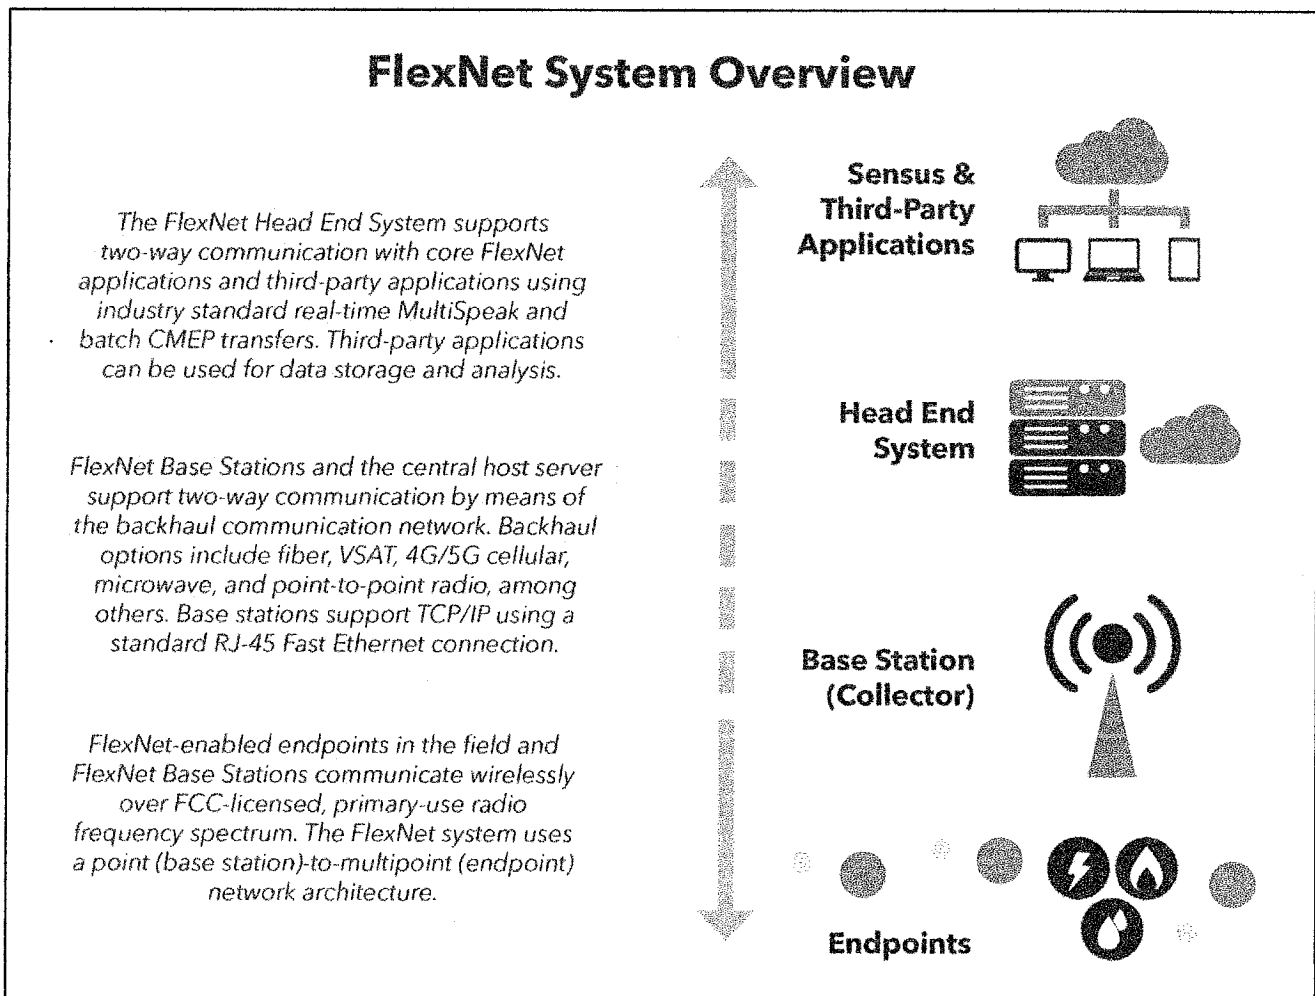 FlexNet System Overview
The FlexNet Head End System supports
two-way communication with core FlexNet
applications and third-party applications using
industry standard real-time MultiSpeak and
batch CMEP transfers. Third-party applications
can be used for data storage and analysis.
Sensus &
Third-Party
Applications
Head End
System
FlexNet Base Stations and the central host server
support two-way communication by means of
the backhaul communication network. Backhaul
options include fiber, VSAT, 4G/5G cellular,
microwave, and point-to-point radio, among
others. Base stations support TCP/IP using a
standard RJ-45 Fast Ethernet connection.
Base Station
(Collector)
FlexNet-enabled endpoints in the field and
FlexNet Base Stations communicate wirelessly
over FCC-licensed, primary-use radio
frequency spectrum. The FlexNet system uses
a point (base station)-to-multipoint (endpoint)
network architecture.
Endpoints